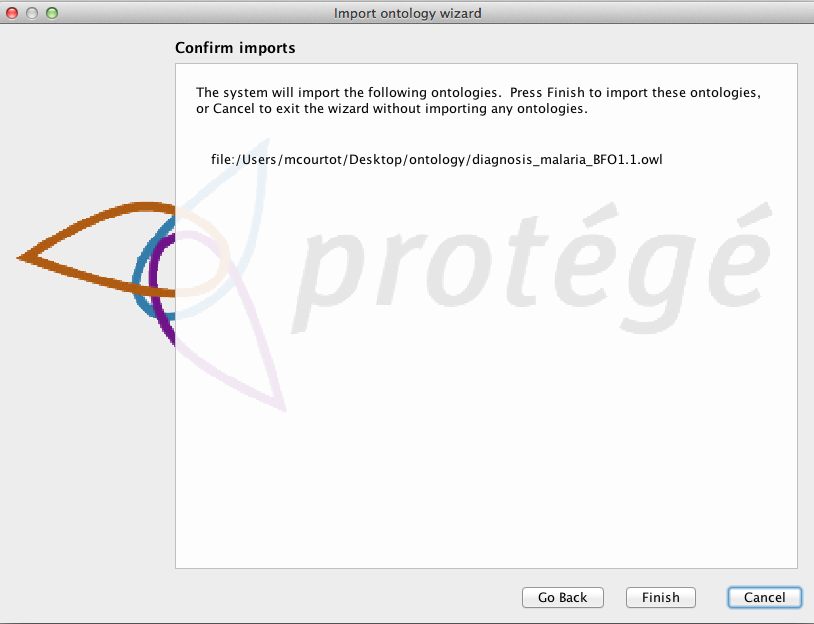 Import ontology wizard
Confirm imports
The system will import the following ontologies.  Press Finish to import these ontologies,
or Cancel to exit the wizard without importing any ontologies.
file:/Users/mcourtot/Desktop/ontology/diagnosis_malaria_BFO1.1.owl
protégé
Go Back
Finish
Cancel